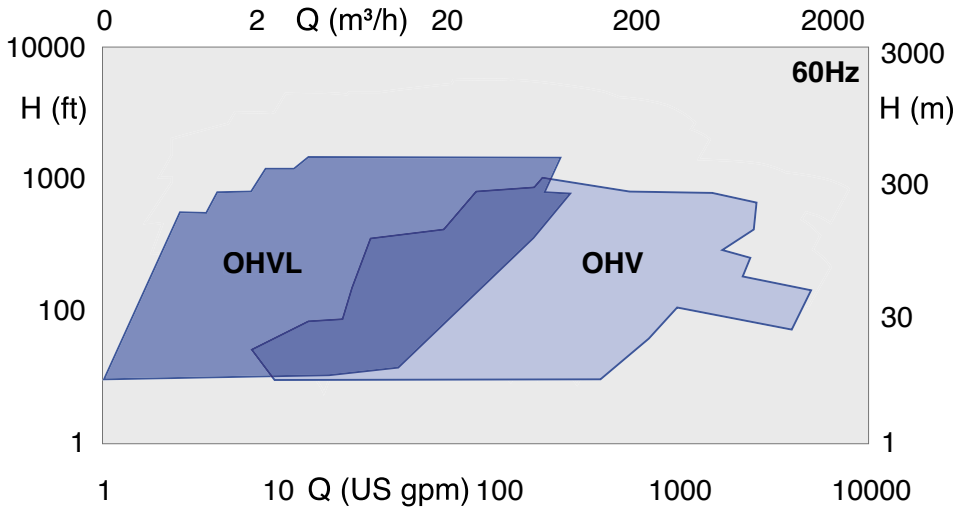 0 2 Q (m³/h) 20 200 2000
10000 3000
60Hz
H (ft) H (m)
1000 300
OHVL OHV
100 30
1 1
1 10 Q (US gpm) 100 1000 10000